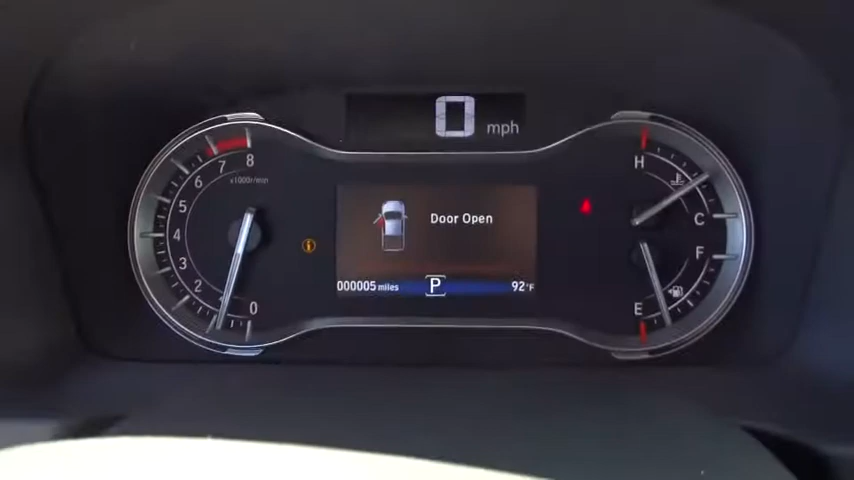 0 mph
8
7
6
x1000r/min
5
4
3
2
1
0
Door Open
000005 miles
P
92°F
H
C
F
E